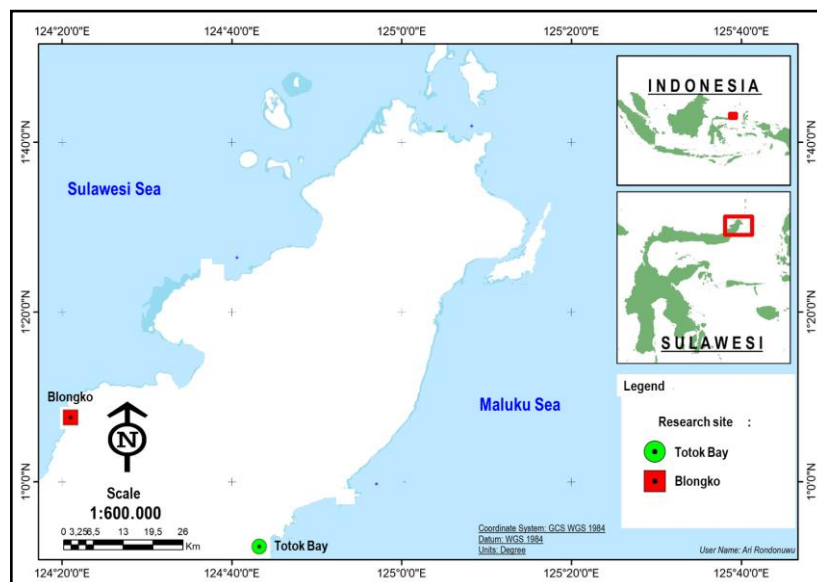 124°20'0"E 124°40'0"E 125°0'0"E 125°20'0"E 125°40'0"E
INDONESIA
1°40'0"N 1°40'0"N
Sulawesi Sea
1°20'0"N 1°20'0"N
SULAWESI
Blongko
Maluku Sea
Legend
Research site :
Totok Bay
Blongko
N
1°0'0"N 1°0'0"N
Scale
1:600.000
0 3,25 6,5 13 19,5 26
Km
Totok Bay
Coordinate System: GCS WGS 1984
Datum: WGS 1984
Units: Degree
User Name: Ari Rondonuwu
124°20'0"E 124°40'0"E 125°0'0"E 125°20'0"E 125°40'0"E